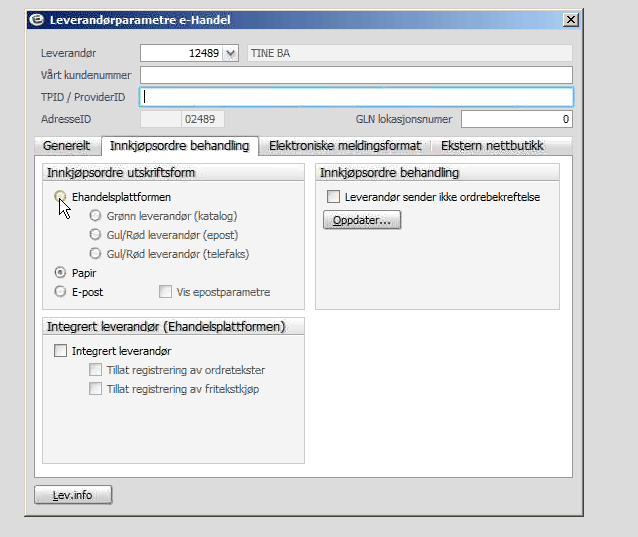 Leverandørparametre e-Handel
Leverandør 12489 TINE BA
Vårt kundenummer
TPID / ProviderID
AdresseID 02489 GLN lokasjonsnumer 0
Generelt Innkjøpsordre behandling Elektroniske meldingsformat Ekstern nettbutikk
Innkjøpsordre utskriftsform
Ehandelsplattformen
Grønn leverandør (katalog)
Gul/Rød leverandør (epost)
Gul/Rød leverandør (telefaks)
Papir
E-post Vis epostparametre
Innkjøpsordre behandling
Leverandør sender ikke ordrebekreftelse
Oppdater...
Integrert leverandør (Ehandelsplattformen)
Integrert leverandør
Tillat registrering av ordretekster
Tillat registrering av fritekstkjøp
Lev.info